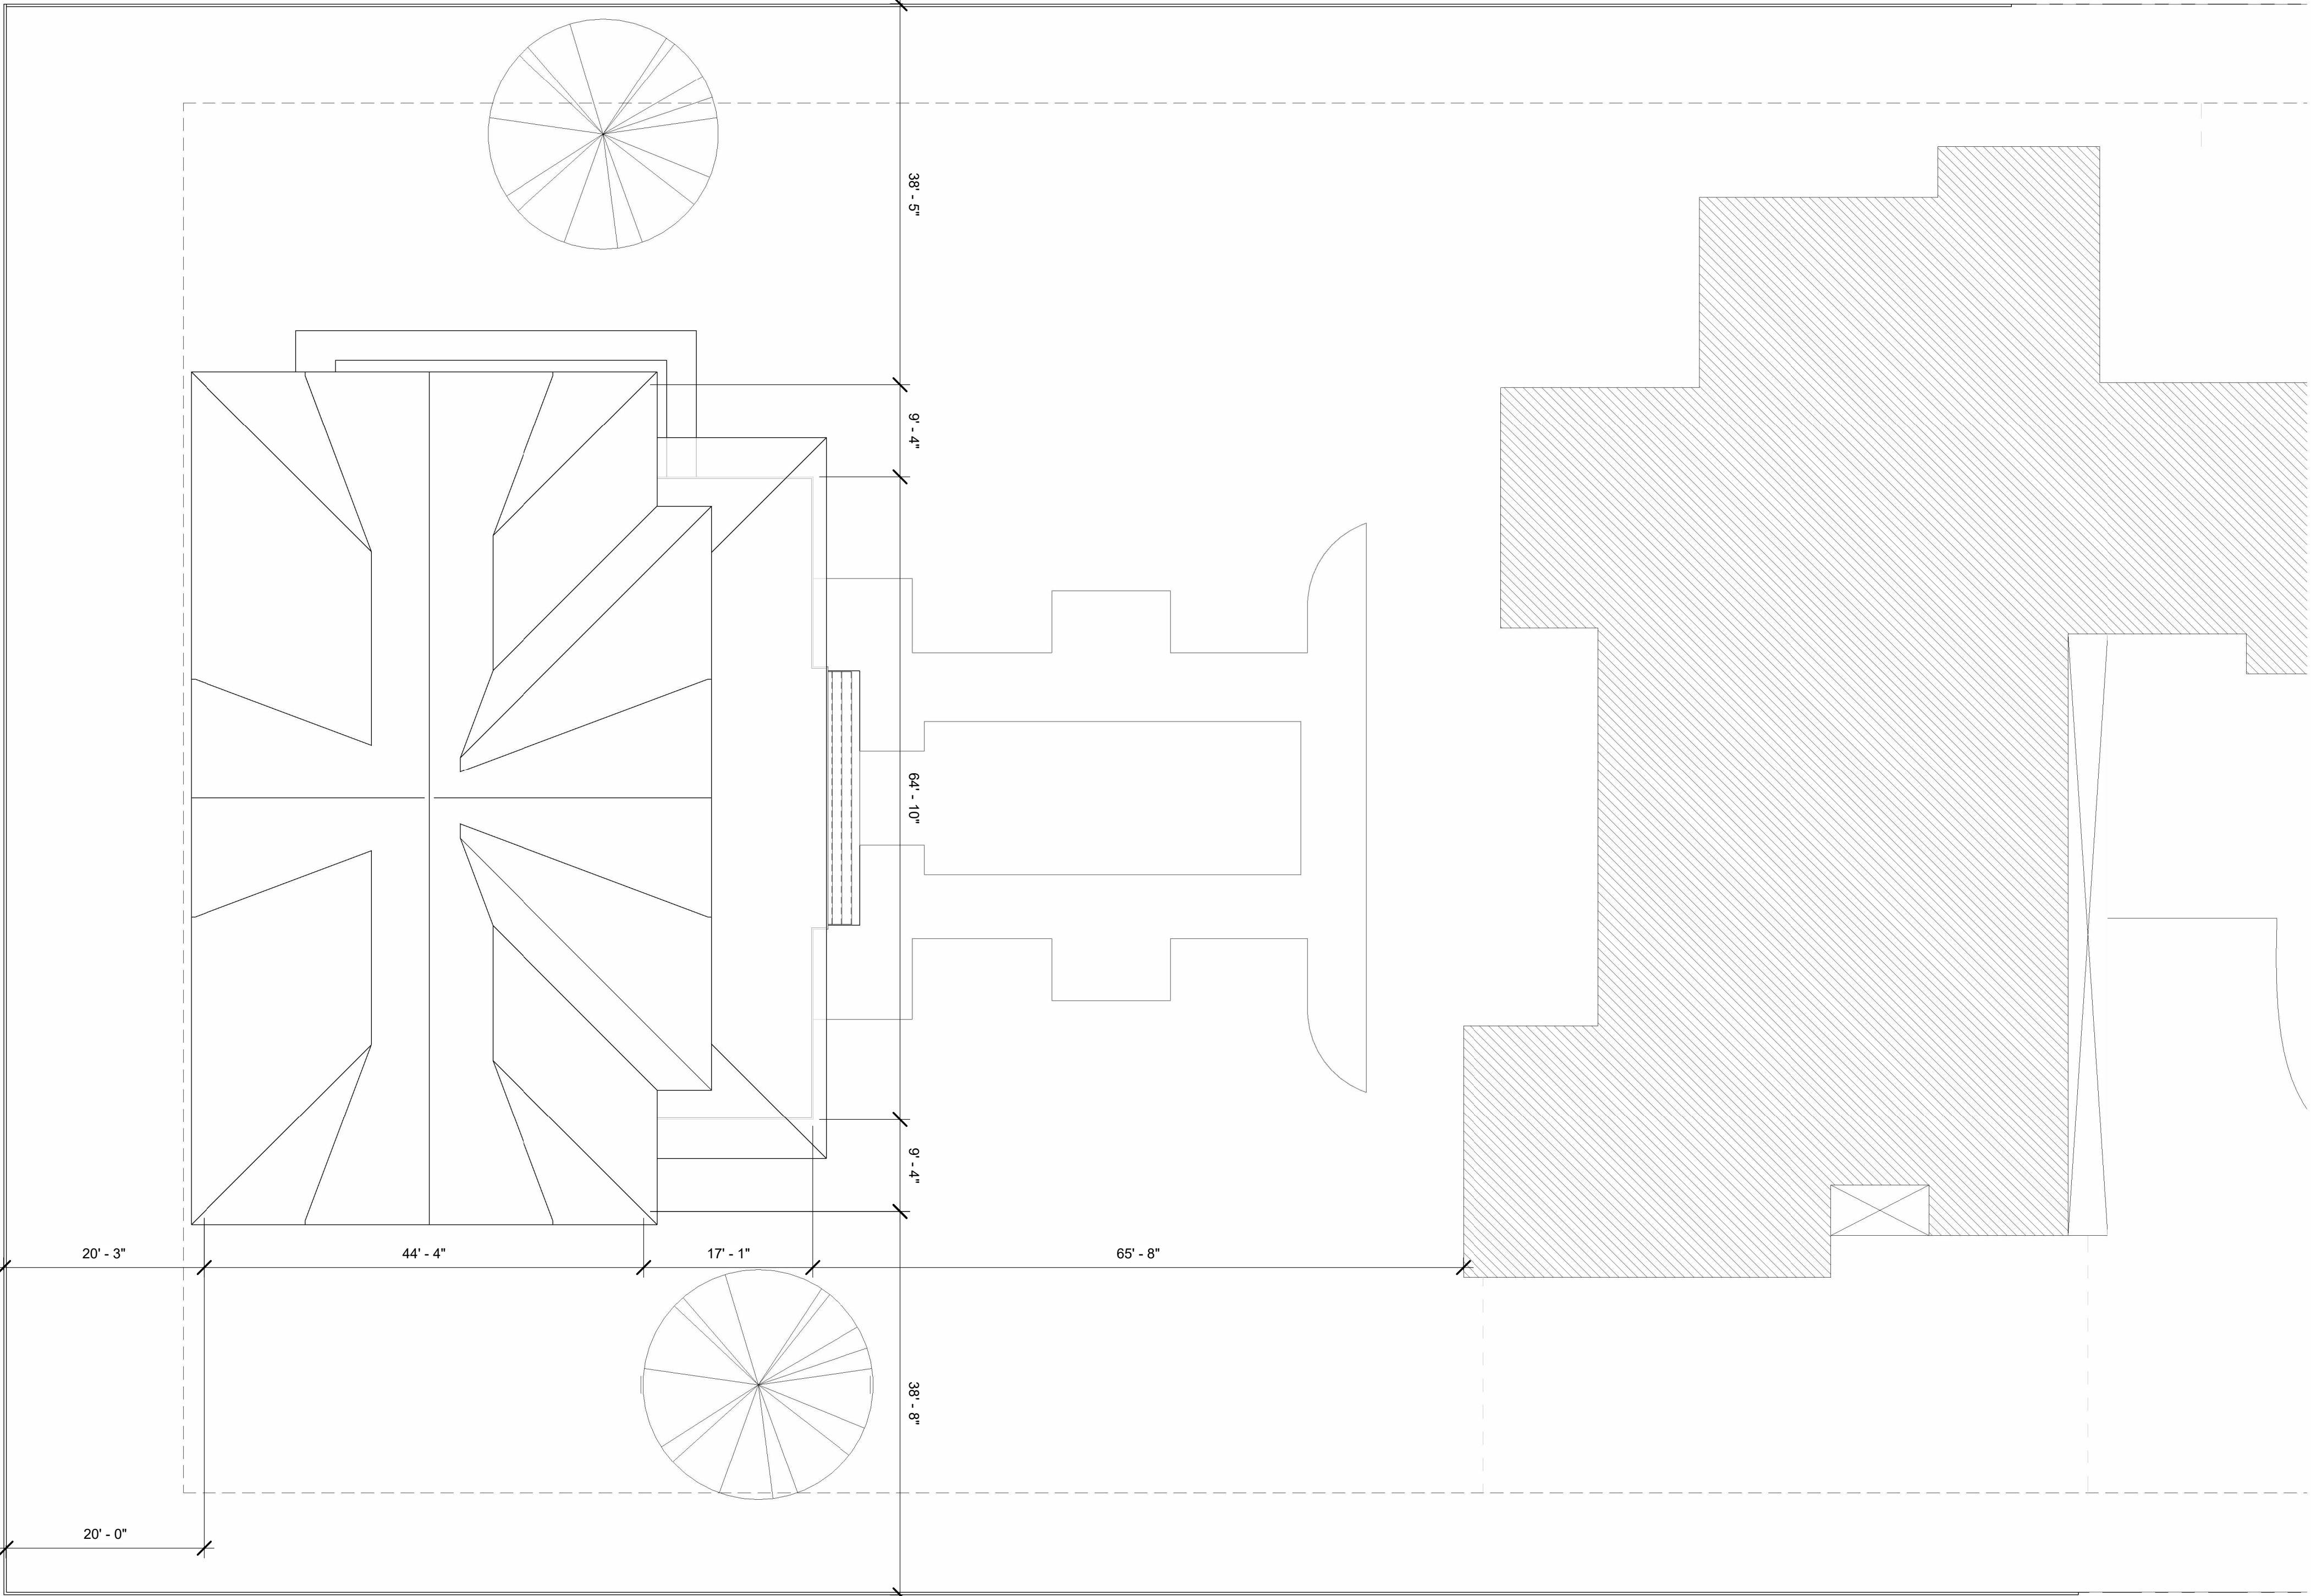 38' - 5"
9' - 4"
64' - 10"
9' - 4"
20' - 3"
44' - 4"
17' - 1"
65' - 8"
38' - 8"
20' - 0"